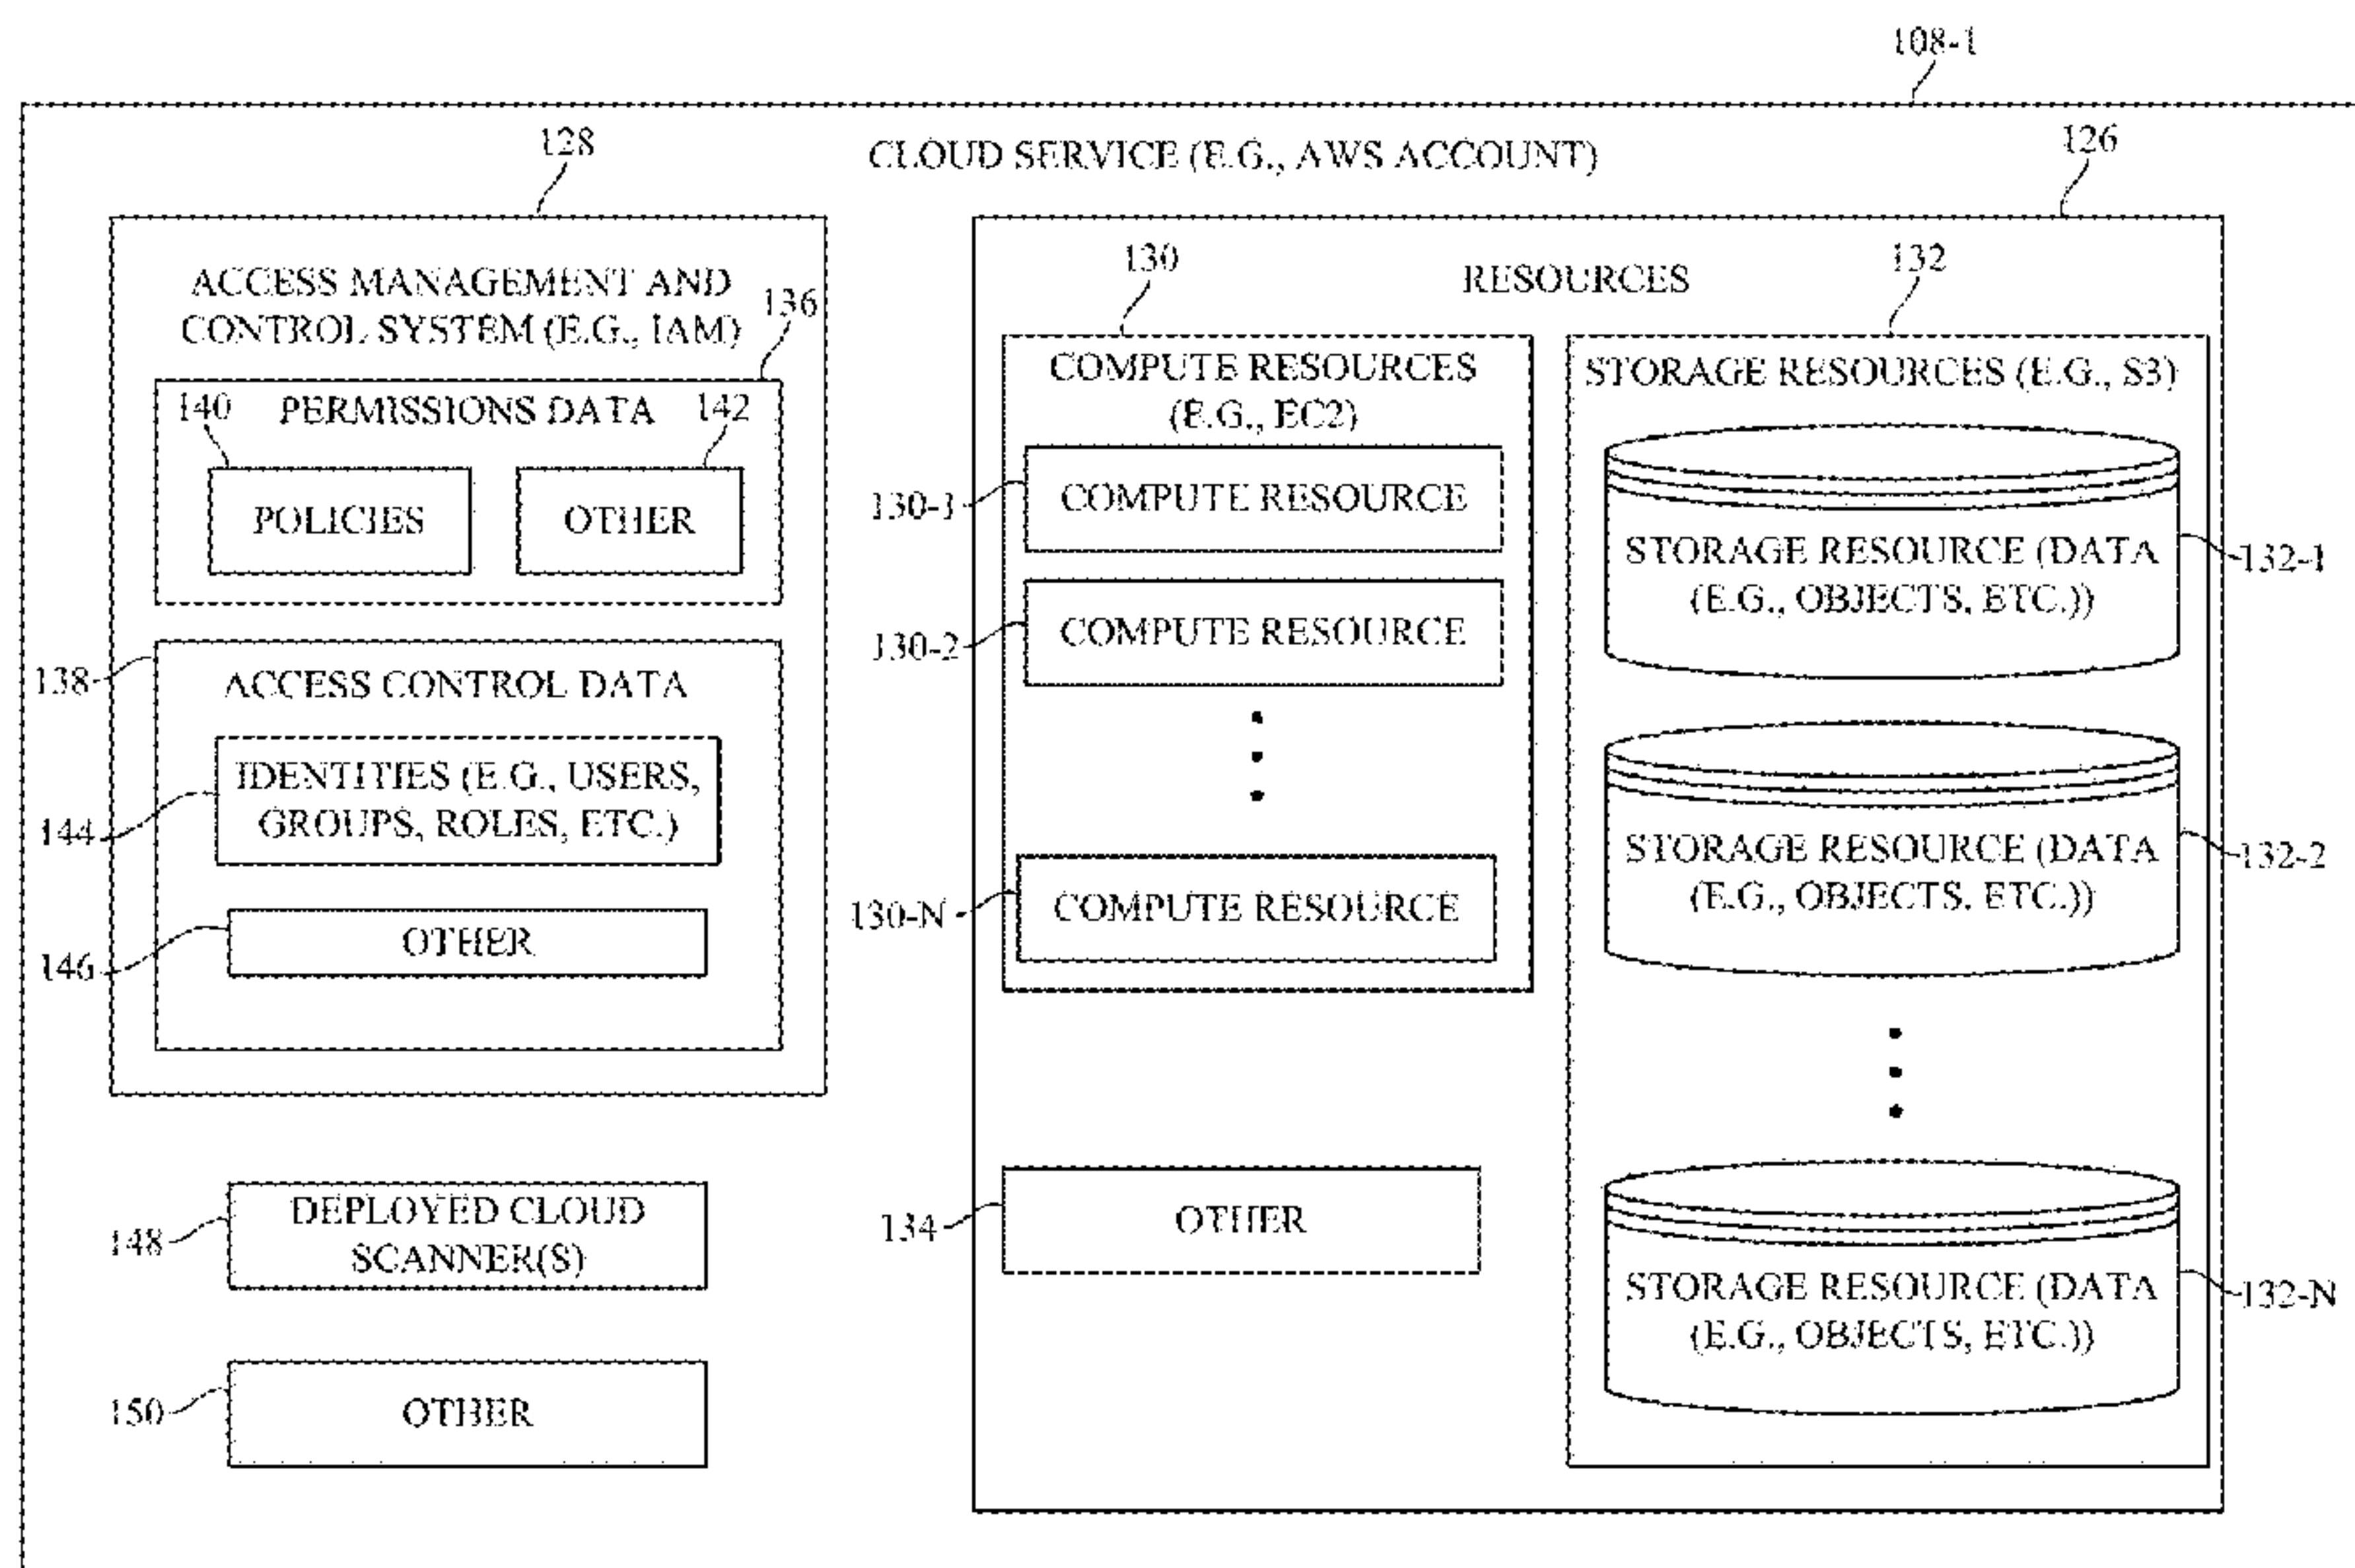 108-1
128
CLOUD SERVICE (E.G., AWS ACCOUNT)
126
ACCESS MANAGEMENT AND
CONTROL SYSTEM (E.G., IAM)
136
140
PERMISSIONS DATA
142
POLICIES
OTHER
138
ACCESS CONTROL DATA
IDENTITIES (E.G., USERS,
GROUPS, ROLES, ETC.)
144
OTHER
146
DEPLOYED CLOUD
SCANNER(S)
148
OTHER
150
RESOURCES
130
COMPUTE RESOURCES
(E.G., EC2)
130-1
COMPUTE RESOURCE
130-2
COMPUTE RESOURCE
130-N
COMPUTE RESOURCE
134
OTHER
132
STORAGE RESOURCES (E.G., S3)
STORAGE RESOURCE (DATA
(E.G., OBJECTS, ETC.))
132-1
STORAGE RESOURCE (DATA
(E.G., OBJECTS, ETC.))
132-2
STORAGE RESOURCE (DATA
(E.G., OBJECTS, ETC.))
132-N